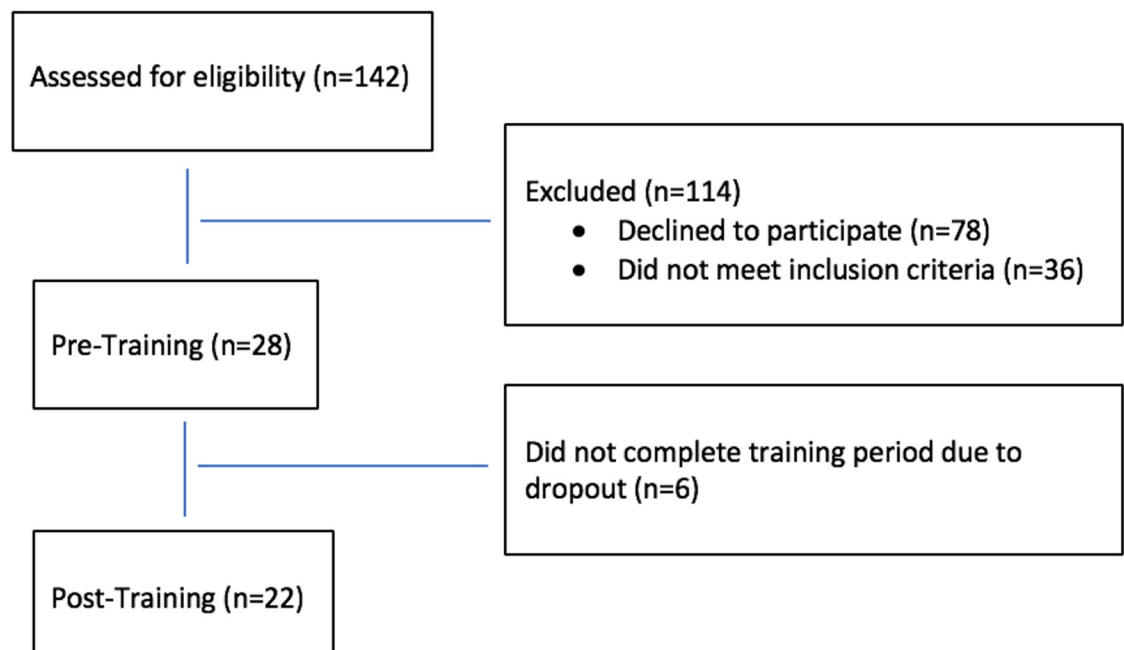 Assessed for eligibility (n=142)
Excluded (n=114)
• Declined to participate (n=78)
• Did not meet inclusion criteria (n=36)
Pre-Training (n=28)
Did not complete training period due to
dropout (n=6)
Post-Training (n=22)